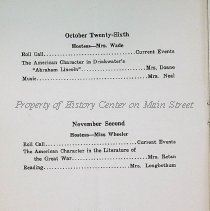 October Twenty-Sixth
Hostess—Mrs. Wade
Roll Call Current Events
The American Character in Drinkwater's
"Abraham Lincoln" Mrs. Doane
Music Mrs. Neal
Property of History Center on Main Street
November Second
Hostess—Miss Wheeler
Roll Call Current Events
The American Character in the Literature of
the Great War Mrs. Retan
Reading Mrs. Longbothum